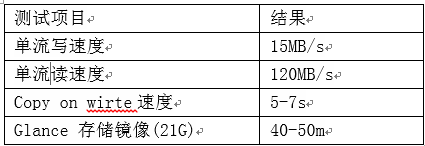 测试项目 结果
单流写速度 15MB/s
单流读速度 120MB/s
Copy on wirte速度 5-7s
Glance 存储镜像(21G) 40-50m